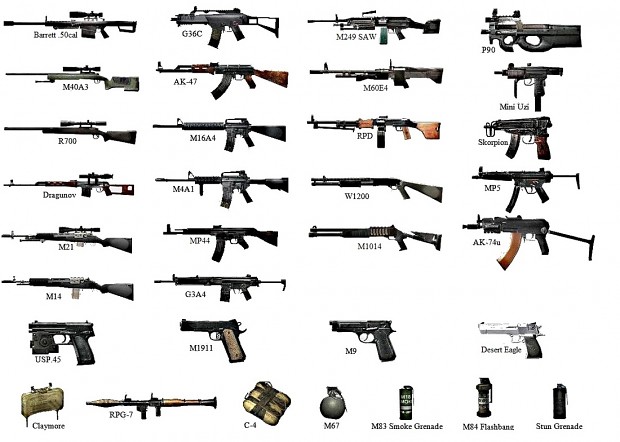 Barrett .50cal
G36C
M249 SAW
P90
M40A3
AK-47
M60E4
Mini Uzi
R700
M16A4
RPD
Skorpion
Dragunov
M4A1
W1200
MP5
M21
MP44
M1014
AK-74u
M14
G3A4
USP.45
M1911
M9
Desert Eagle
Claymore
RPG-7
C-4
M67
M83 Smoke Grenade
M84 Flashbang
Stun Grenade